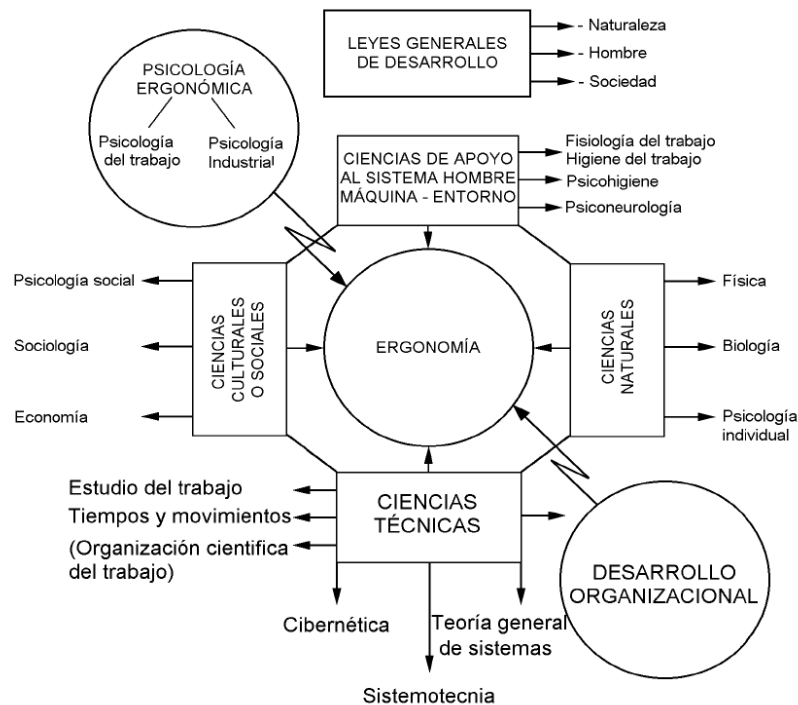 LEYES GENERALES
DE DESARROLLO
- Naturaleza
- Hombre
- Sociedad
PSICOLOGÍA
ERGONÓMICA
Psicología
del trabajo
Psicología
Industrial
CIENCIAS DE APOYO
AL SISTEMA HOMBRE
MÁQUINA - ENTORNO
Fisiología del trabajo
Higiene del trabajo
Psicohigiene
Psiconeurología
Psicología social
Sociología
Economía
CIENCIAS
CULTURALES
O SOCIALES
ERGONOMÍA
CIENCIAS
NATURALES
Física
Biología
Psicología
individual
Estudio del trabajo
Tiempos y movimientos
(Organización cientifica
del trabajo)
CIENCIAS
TÉCNICAS
Cibernética
Teoría general
de sistemas
Sistemotecnia
DESARROLLO
ORGANIZACIONAL